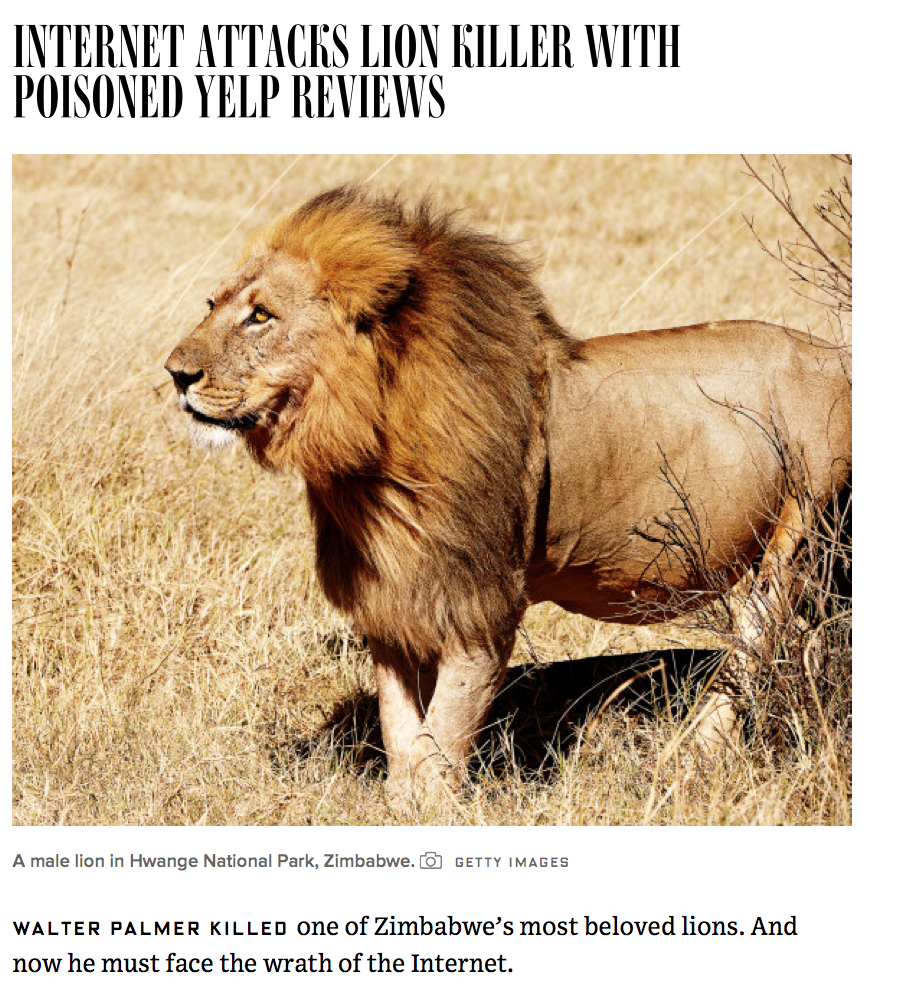 INTERNET ATTACKS LION KILLER WITH
POISONED YELP REVIEWS
A male lion in Hwange National Park, Zimbabwe. GETTY IMAGES
WALTER PALMER KILLED one of Zimbabwe’s most beloved lions. And
now he must face the wrath of the Internet.